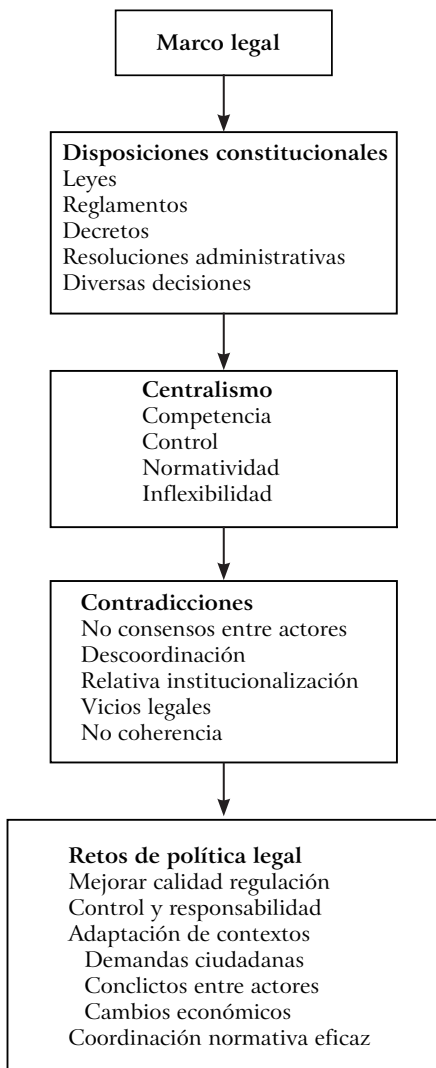 Marco legal
Disposiciones constitucionales
Leyes
Reglamentos
Decretos
Resoluciones administrativas
Diversas decisiones
Centralismo
Competencia
Control
Normatividad
Inflexibilidad
Contradicciones
No consensos entre actores
Descoordinación
Relativa institucionalización
Vicios legales
No coherencia
Retos de política legal
Mejorar calidad regulación
Control y responsabilidad
Adaptación de contextos
Demandas ciudadanas
Conclictos entre actores
Cambios económicos
Coordinación normativa eficaz